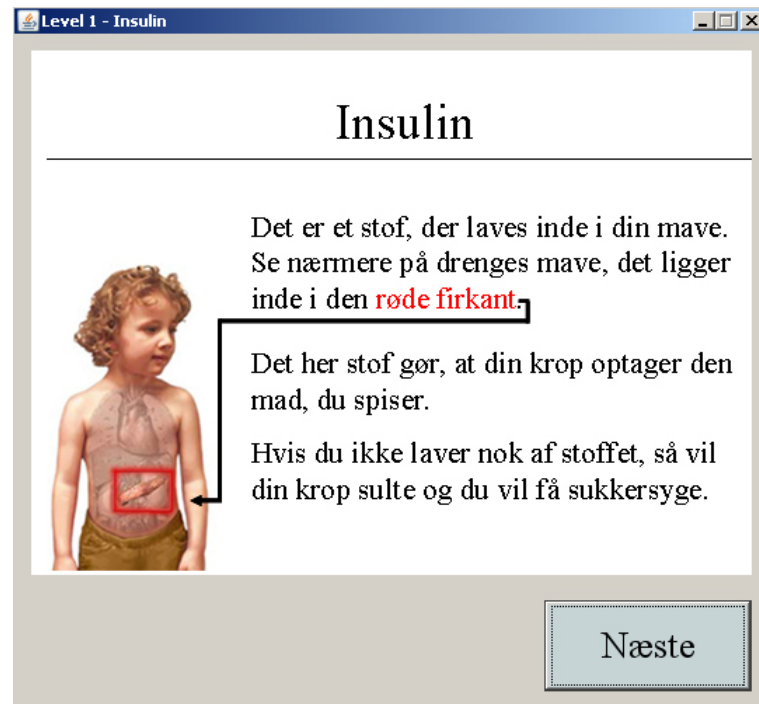 Level 1 - Insulin
Insulin
Det er et stof, der laves inde i din mave.
Se nærmere på drenges mave, det ligger
inde i den røde firkant.
Det her stof gør, at din krop optager den
mad, du spiser.
Hvis du ikke laver nok af stoffet, så vil
din krop sulte og du vil få sukkersyge.
Næste